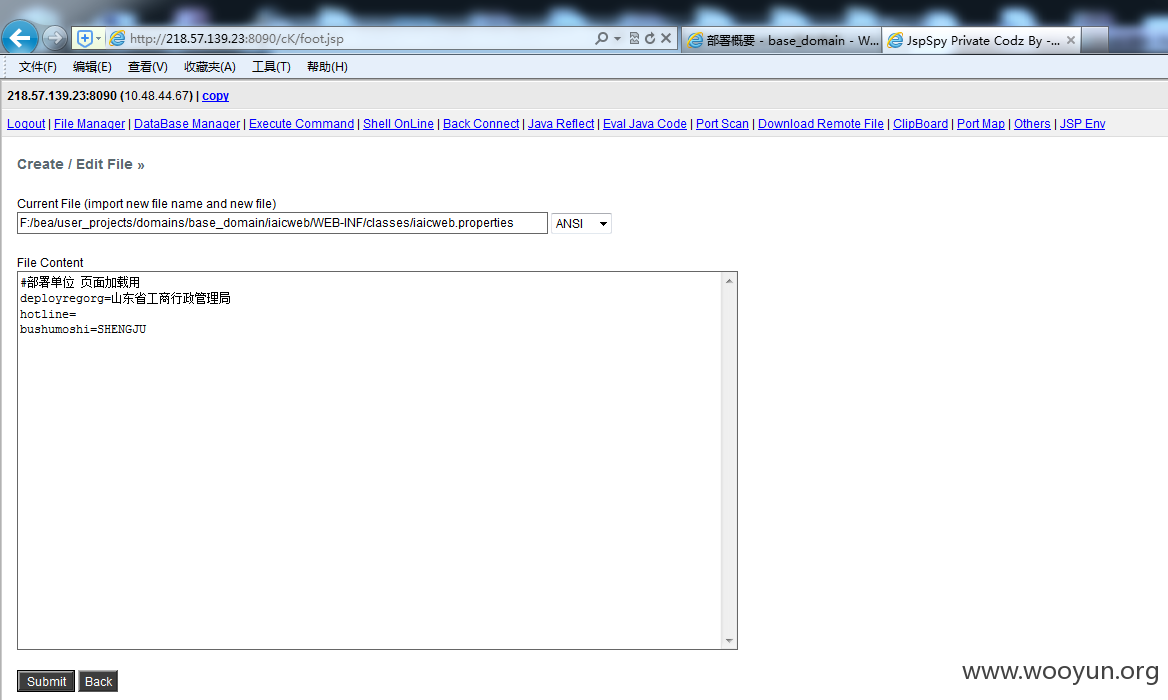 http://218.57.139.23:8090/cK/foot.jsp
部署概要 - base_domain - W...
JspSpy Private Codz By -...
文件(F) 编辑(E) 查看(V) 收藏夹(A) 工具(T) 帮助(H)
218.57.139.23:8090 (10.48.44.67) | copy
Logout | File Manager | DataBase Manager | Execute Command | Shell OnLine | Back Connect | Java Reflect | Eval Java Code | Port Scan | Download Remote File | ClipBoard | Port Map | Others | JSP Env
Create / Edit File »
Current File (import new file name and new file)
F:/bea/user_projects/domains/base_domain/iaicweb/WEB-INF/classes/iaicweb.properties ANSI
File Content
#部署单位 页面加载用
deployregorg=山东省工商行政管理局
hotline=
bushumoshi=SHENGJU
Submit Back
www.wooyun.org